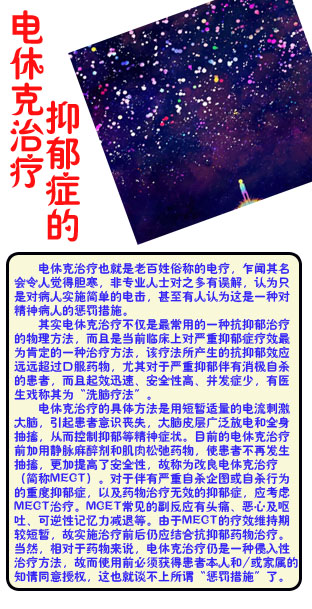 抑郁症的
电休克治疗
电休克治疗也就是老百姓俗称的电疗，乍闻其名
会令人觉得胆寒，非专业人士对之多有误解，认为只
是对病人实施简单的电击，甚至有人认为这是一种对
精神病人的惩罚措施。
其实电休克治疗不仅是最常用的一种抗抑郁治疗
的物理方法，而且是当前临床上对严重抑郁症疗效最
为肯定的一种治疗方法，该疗法所产生的抗抑郁效应
远远超过口服药物，尤其对于严重抑郁伴有消极自杀
的患者，而且起效迅速、安全性高、并发症少，有医
生戏称其为“洗脑疗法”。
电休克治疗的具体方法是用短暂适量的电流刺激
大脑，引起患者意识丧失，大脑皮层广泛放电和全身
抽搐，从而控制抑郁等精神症状。目前的电休克治疗
前加用静脉麻醉剂和肌肉松弛药物，使患者不再发生
抽搐，更加提高了安全性，故称为改良电休克治疗
（简称MECT）。对于伴有严重自杀企图或自杀行为
的重度抑郁症，以及药物治疗无效的抑郁症，应考虑
MECT治疗。MCET常见的副反应有头痛、恶心及呕
吐、可逆性记忆力减退等。由于MECT的疗效维持期
较短暂，故实施治疗前后仍应结合抗抑郁药物治疗。
当然，相对于药物来说，电休克治疗仍是一种侵入性
治疗方法，故而使用前必须获得患者本人和/或家属的
知情同意授权，这也就谈不上所谓“惩罚措施”了。